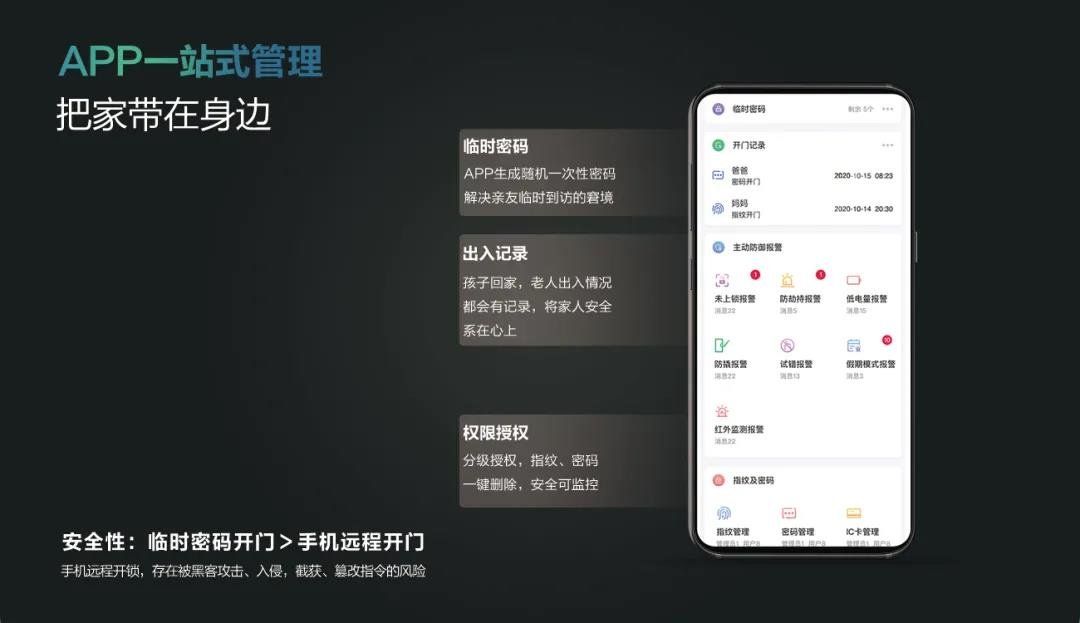 APP一站式管理
把家带在身边
临时密码
APP生成随机一次性密码
解决亲友临时到访的窘境
出入记录
孩子回家，老人出入情况
都会有记录，将家人安全
系在心上
权限授权
分级授权，指纹、密码
一键删除，安全可监控
安全性：临时密码开门＞手机远程开门
手机远程开锁，存在被黑客攻击、入侵，截获、篡改指令的风险
临时密码 剩余 5个
开门记录
爸爸
密码开门 2020-10-15 08:23
妈妈
指纹开门 2020-10-14 20:30
主动防御报警
1 1
未上锁报警 防劫持报警 低电量报警
消息22 消息5 消息15
10
防撬报警 试错报警 假期模式报警
消息22 消息13 消息3
红外监测报警
消息22
指纹及密码
指纹管理 密码管理 IC卡管理
管理员1 用户8 管理员1 用户8 管理员1 用户8